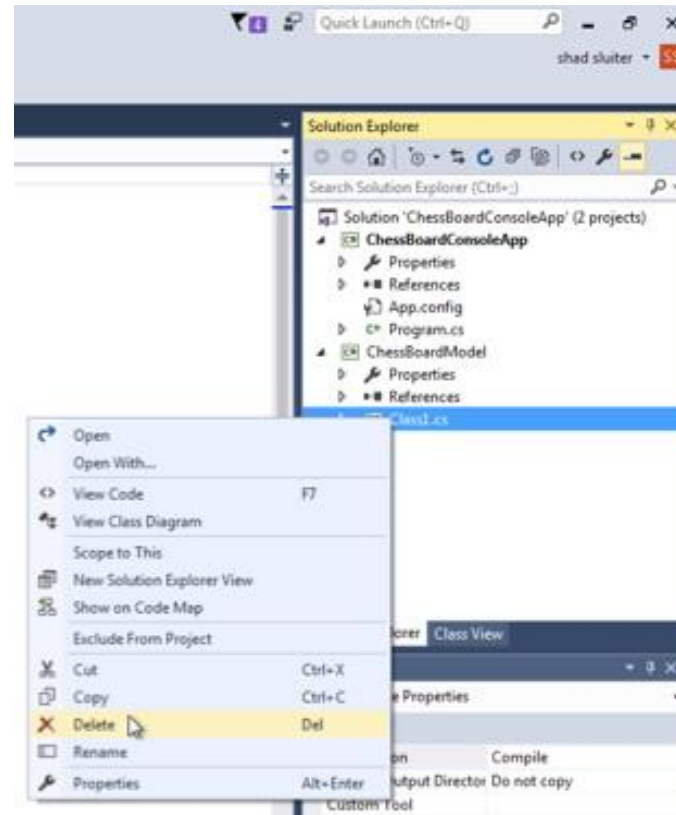 4
Quick Launch (Ctrl+Q)
shad sluiter
SS
Solution Explorer
Search Solution Explorer (Ctrl+;)
Solution 'ChessBoardConsoleApp' (2 projects)
C# ChessBoardConsoleApp
Properties
References
App.config
C# Program.cs
C# ChessBoardModel
Properties
References
Class1.cs
Open
Open With...
View Code F7
View Class Diagram
Scope to This
New Solution Explorer View
Show on Code Map
Exclude From Project
Cut Ctrl+X
Copy Ctrl+C
Delete Del
Rename
Properties Alt+Enter
lorer Class View
e Properties
on Compile
utput Director Do not copy
Custom Tool